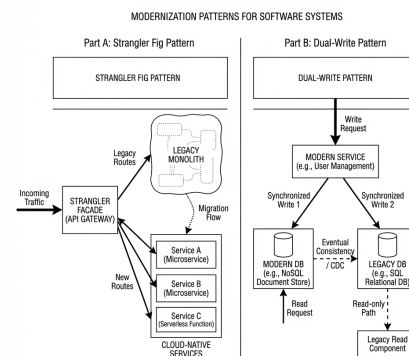 MODERNIZATION PATTERNS FOR SOFTWARE SYSTEMS
Part A: Strangler Fig Pattern
STRANGLER FIG PATTERN
Legacy
Routes
LEGACY
MONOLITH
Incoming
Traffic
STRANGLER
FACADE
(API GATEWAY)
Migration
Flow
New
Routes
Service A
(Microservice)
Service B
(Microservice)
Service C
(Serverless Function)
CLOUD-NATIVE
SERVICES
Part B: Dual-Write Pattern
DUAL-WRITE PATTERN
Write
Request
MODERN SERVICE
(e.g., User Management)
Synchronized
Write 1
Synchronized
Write 2
MODERN DB
(e.g., NoSQL
Document Store)
Eventual
Consistency
/ CDC
LEGACY DB
(e.g., SQL
Relational DB)
Read
Request
Read-only
Path
Legacy Read
Component